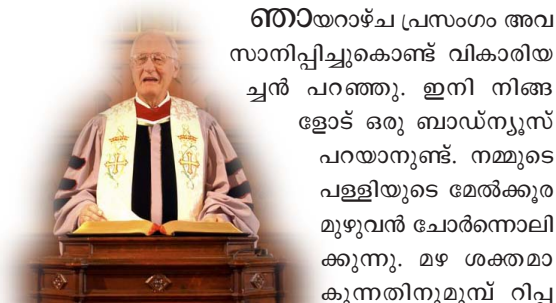 ഞായറാഴ്ച പ്രസംഗം അവ
സാനിപ്പിച്ചുകൊണ്ട് വികാരിയ
ച്ചൻ പറഞ്ഞു. ഇനി നിങ്ങ
ളോട് ഒരു ബാഡ്ന്യൂസ്
പറയാനുണ്ട്. നമ്മുടെ
പള്ളിയുടെ മേൽക്കൂര
മുഴുവൻ ചോർന്നൊലി
ക്കുന്നു. മഴ ശക്തമാ
കുന്നതിനുമുമ്പ് റിപ്പ